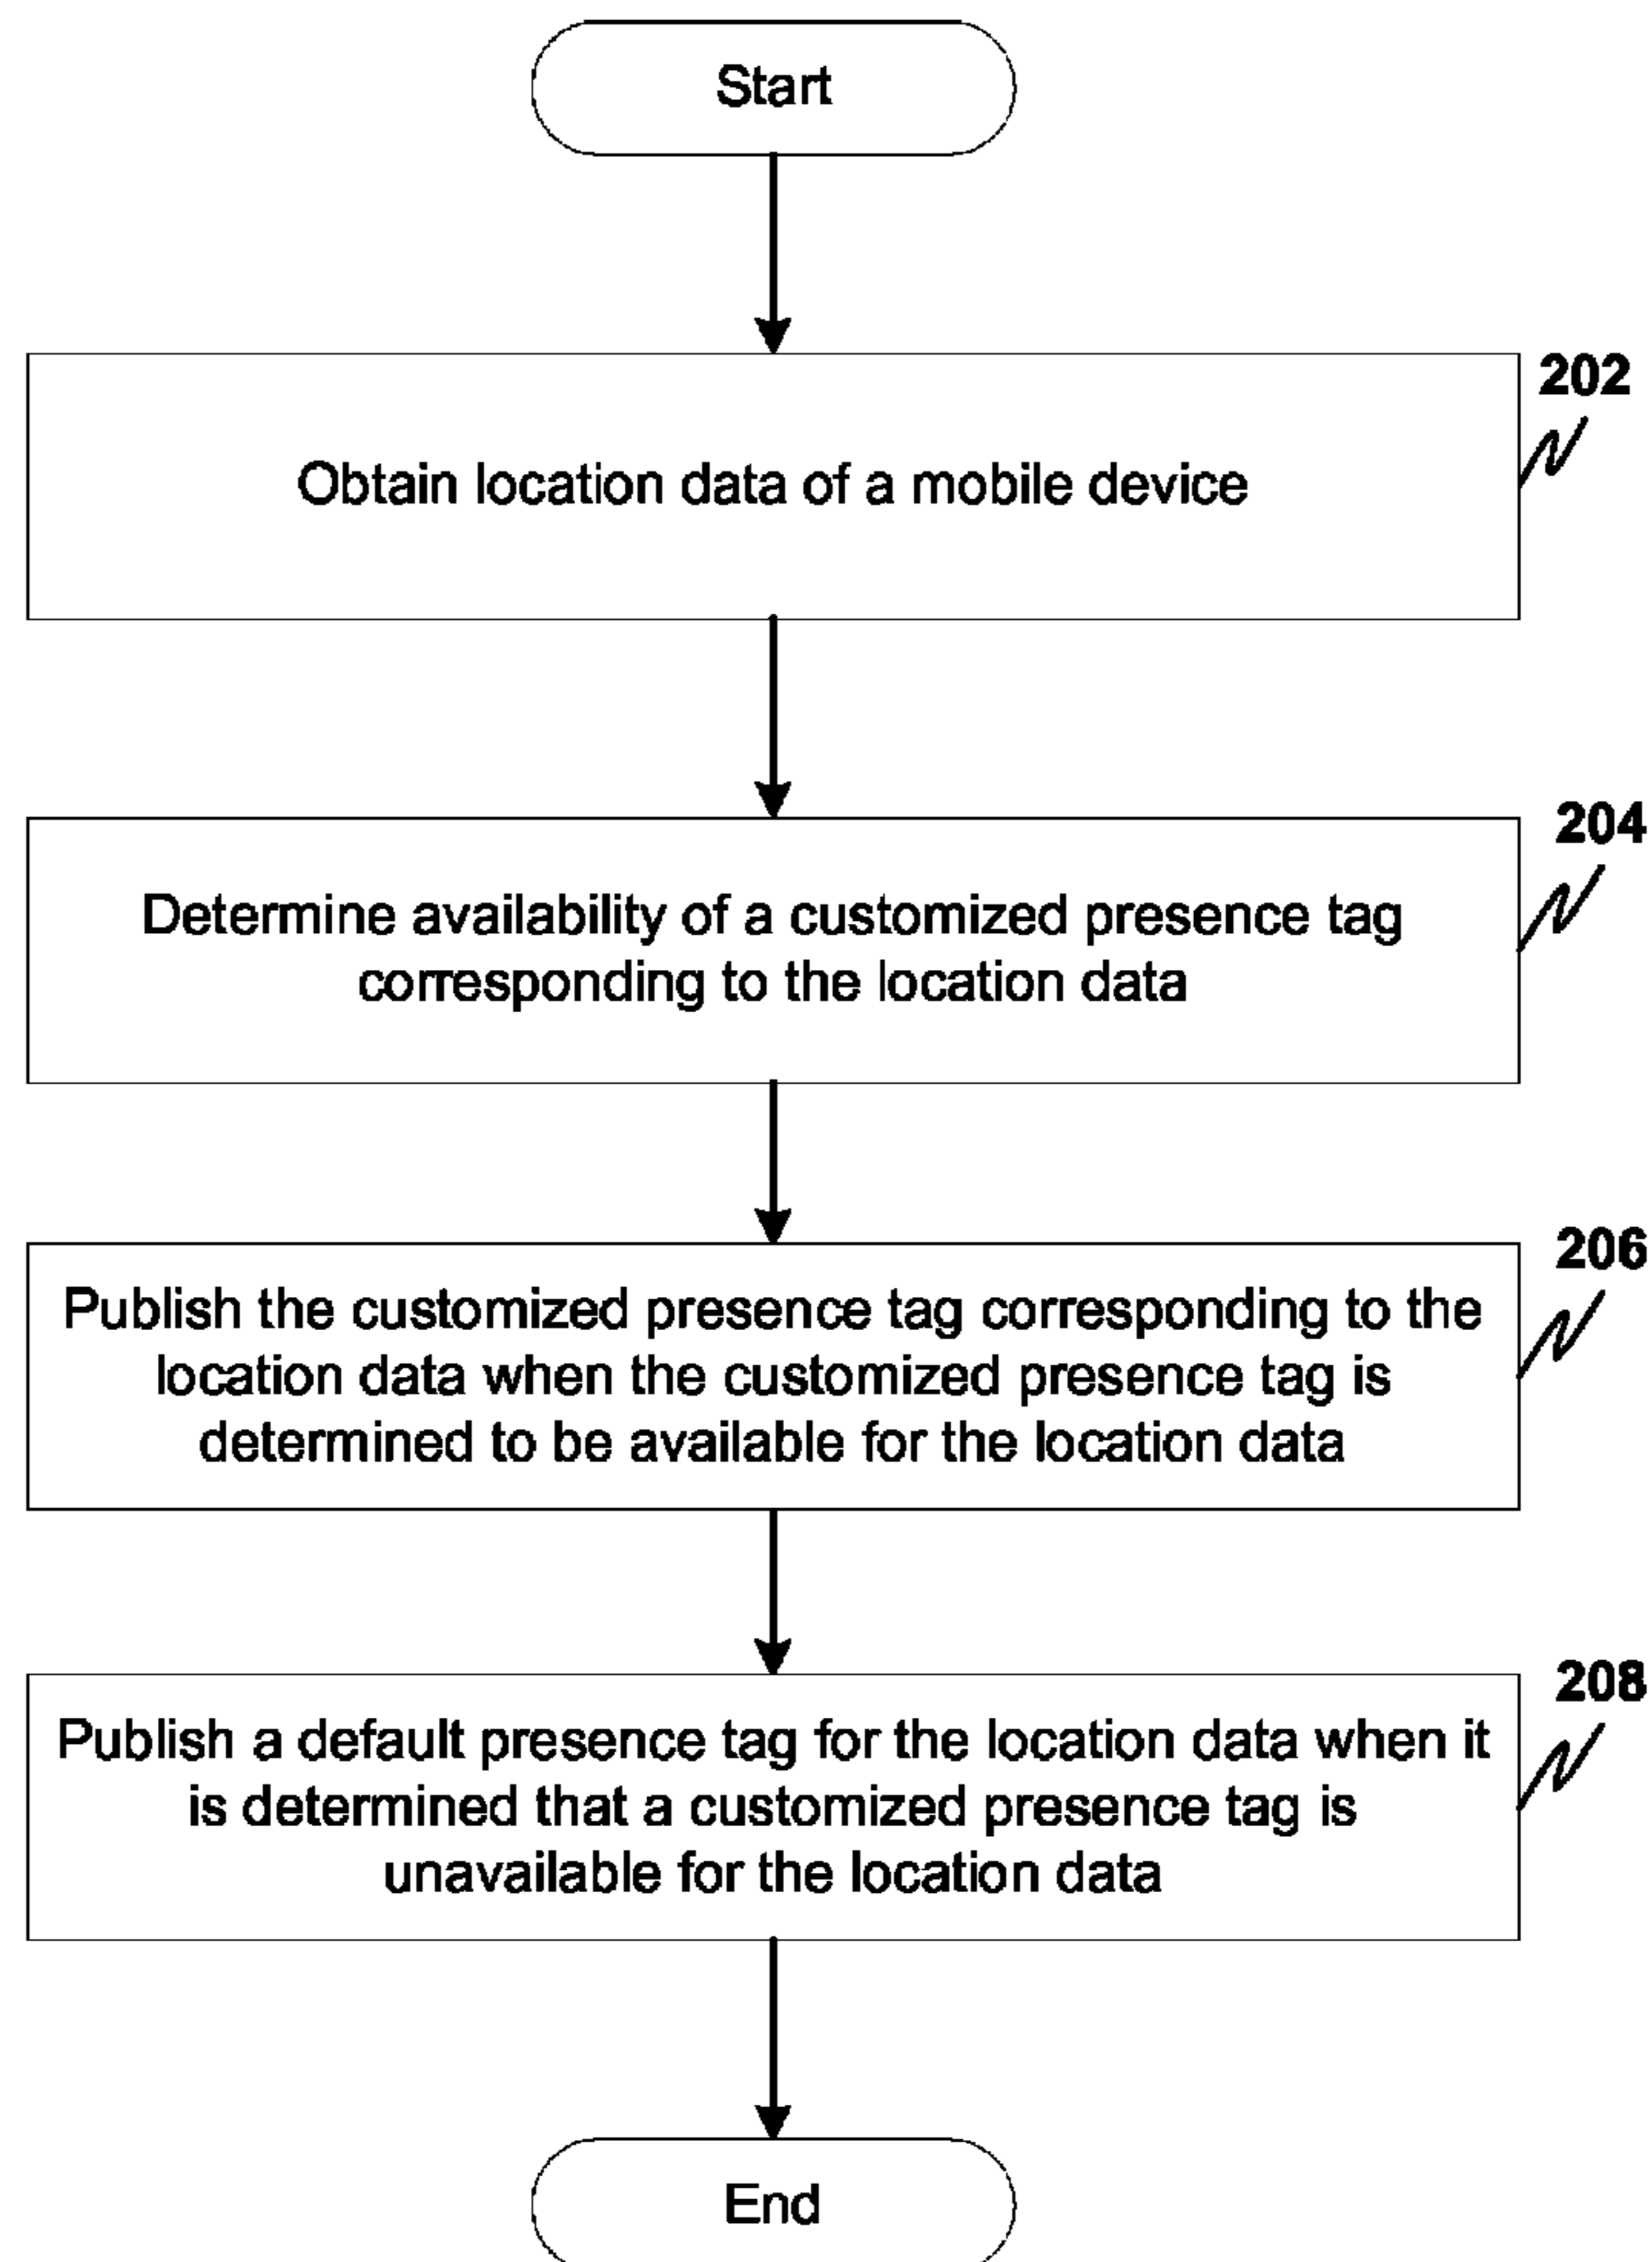 Start
202
Obtain location data of a mobile device
204
Determine availability of a customized presence tag
corresponding to the location data
206
Publish the customized presence tag corresponding to the
location data when the customized presence tag is
determined to be available for the location data
208
Publish a default presence tag for the location data when it
is determined that a customized presence tag is
unavailable for the location data
End